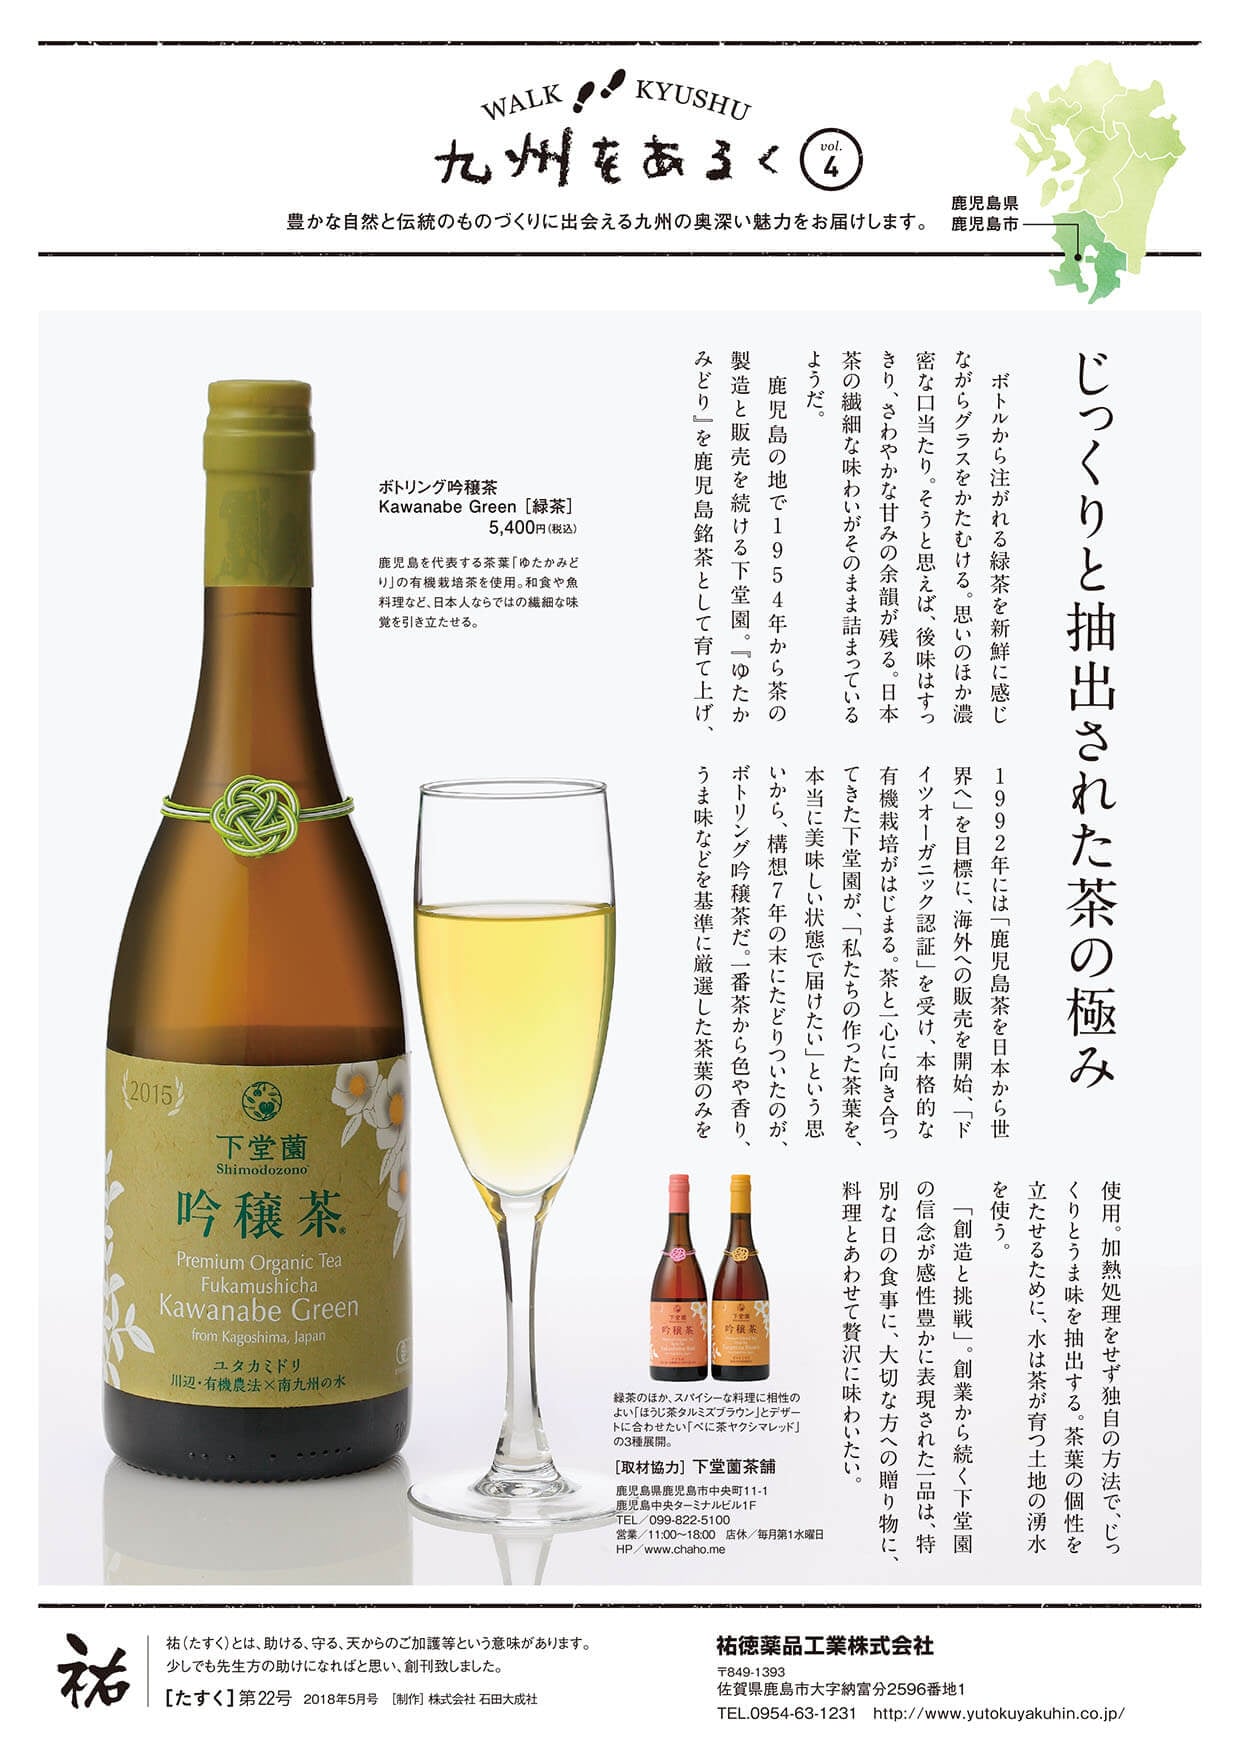 WALK KYUSHU
九州をあるく vol. 4
豊かな自然と伝統のものづくりに出会える九州の奥深い魅力をお届けします。
鹿児島県
鹿児島市
じっくりと抽出された茶の極み
ボトルから注がれる緑茶を新鮮に感じ
ながらグラスをかたむける。思いのほか濃
密な口当たり。そうと思えば、後味はすっ
きり、さわやかな甘みの余韻が残る。日本
茶の繊細な味わいがそのまま詰まっている
ようだ。
鹿児島の地で1954年から茶の
製造と販売を続ける下堂園。『ゆたか
みどり』を鹿児島銘茶として育て上げ、
1992年には「鹿児島茶を日本から世
界へ」を目標に、海外への販売を開始、「ド
イツオーガニック認証」を受け、本格的な
有機栽培がはじまる。茶と一心に向き合っ
てきた下堂園が、「私たちの作った茶葉を、
本当に美味しい状態で届けたい」という思
いから、構想7年の末にたどりついたのが、
ボトリング吟穣茶だ。一番茶から色や香り、
うま味などを基準に厳選した茶葉のみを
使用。加熱処理をせず独自の方法で、じっ
くりとうま味を抽出する。茶葉の個性を
立たせるために、水は茶が育つ土地の湧水
を使う。
「創造と挑戦」。創業から続く下堂園
の信念が感性豊かに表現された一品は、特
別な日の食事に、大切な方への贈り物に、
料理とあわせて贅沢に味わいたい。
ボトリング吟穣茶
Kawanabe Green［緑茶］
5,400円（税込）
鹿児島を代表する茶葉「ゆたかみど
り」の有機栽培茶を使用。和食や魚
料理など、日本人ならではの繊細な味
覚を引き立たせる。
2015
下堂薗
Shimodozono
吟穣茶®
Premium Organic Tea
Fukamushicha
Kawanabe Green
from Kagoshima, Japan
ユタカミドリ
川辺・有機農法×南九州の水
下堂薗
吟穣茶
下堂薗
吟穣茶
緑茶のほか、スパイシーな料理に相性の
よい「ほうじ茶タルミズブラウン」とデザー
トに合わせたい「べに茶ヤクシマレッド」
の3種展開。
［取材協力］下堂薗茶舗
鹿児島県鹿児島市中央町11-1
鹿児島中央ターミナルビル1F
TEL／099-822-5100
営業／11:00〜18:00 店休／毎月第1水曜日
HP／www.chaho.me
祐
祐（たすく）とは、助ける、守る、天からのご加護等という意味があります。
少しでも先生方の助けになればと思い、創刊致しました。
［たすく］第22号 2018年5月号 ［制作］株式会社 石田大成社
祐徳薬品工業株式会社
〒849-1393
佐賀県鹿島市大字納富分2596番地1
TEL.0954-63-1231 http://www.yutokuyakuhin.co.jp/